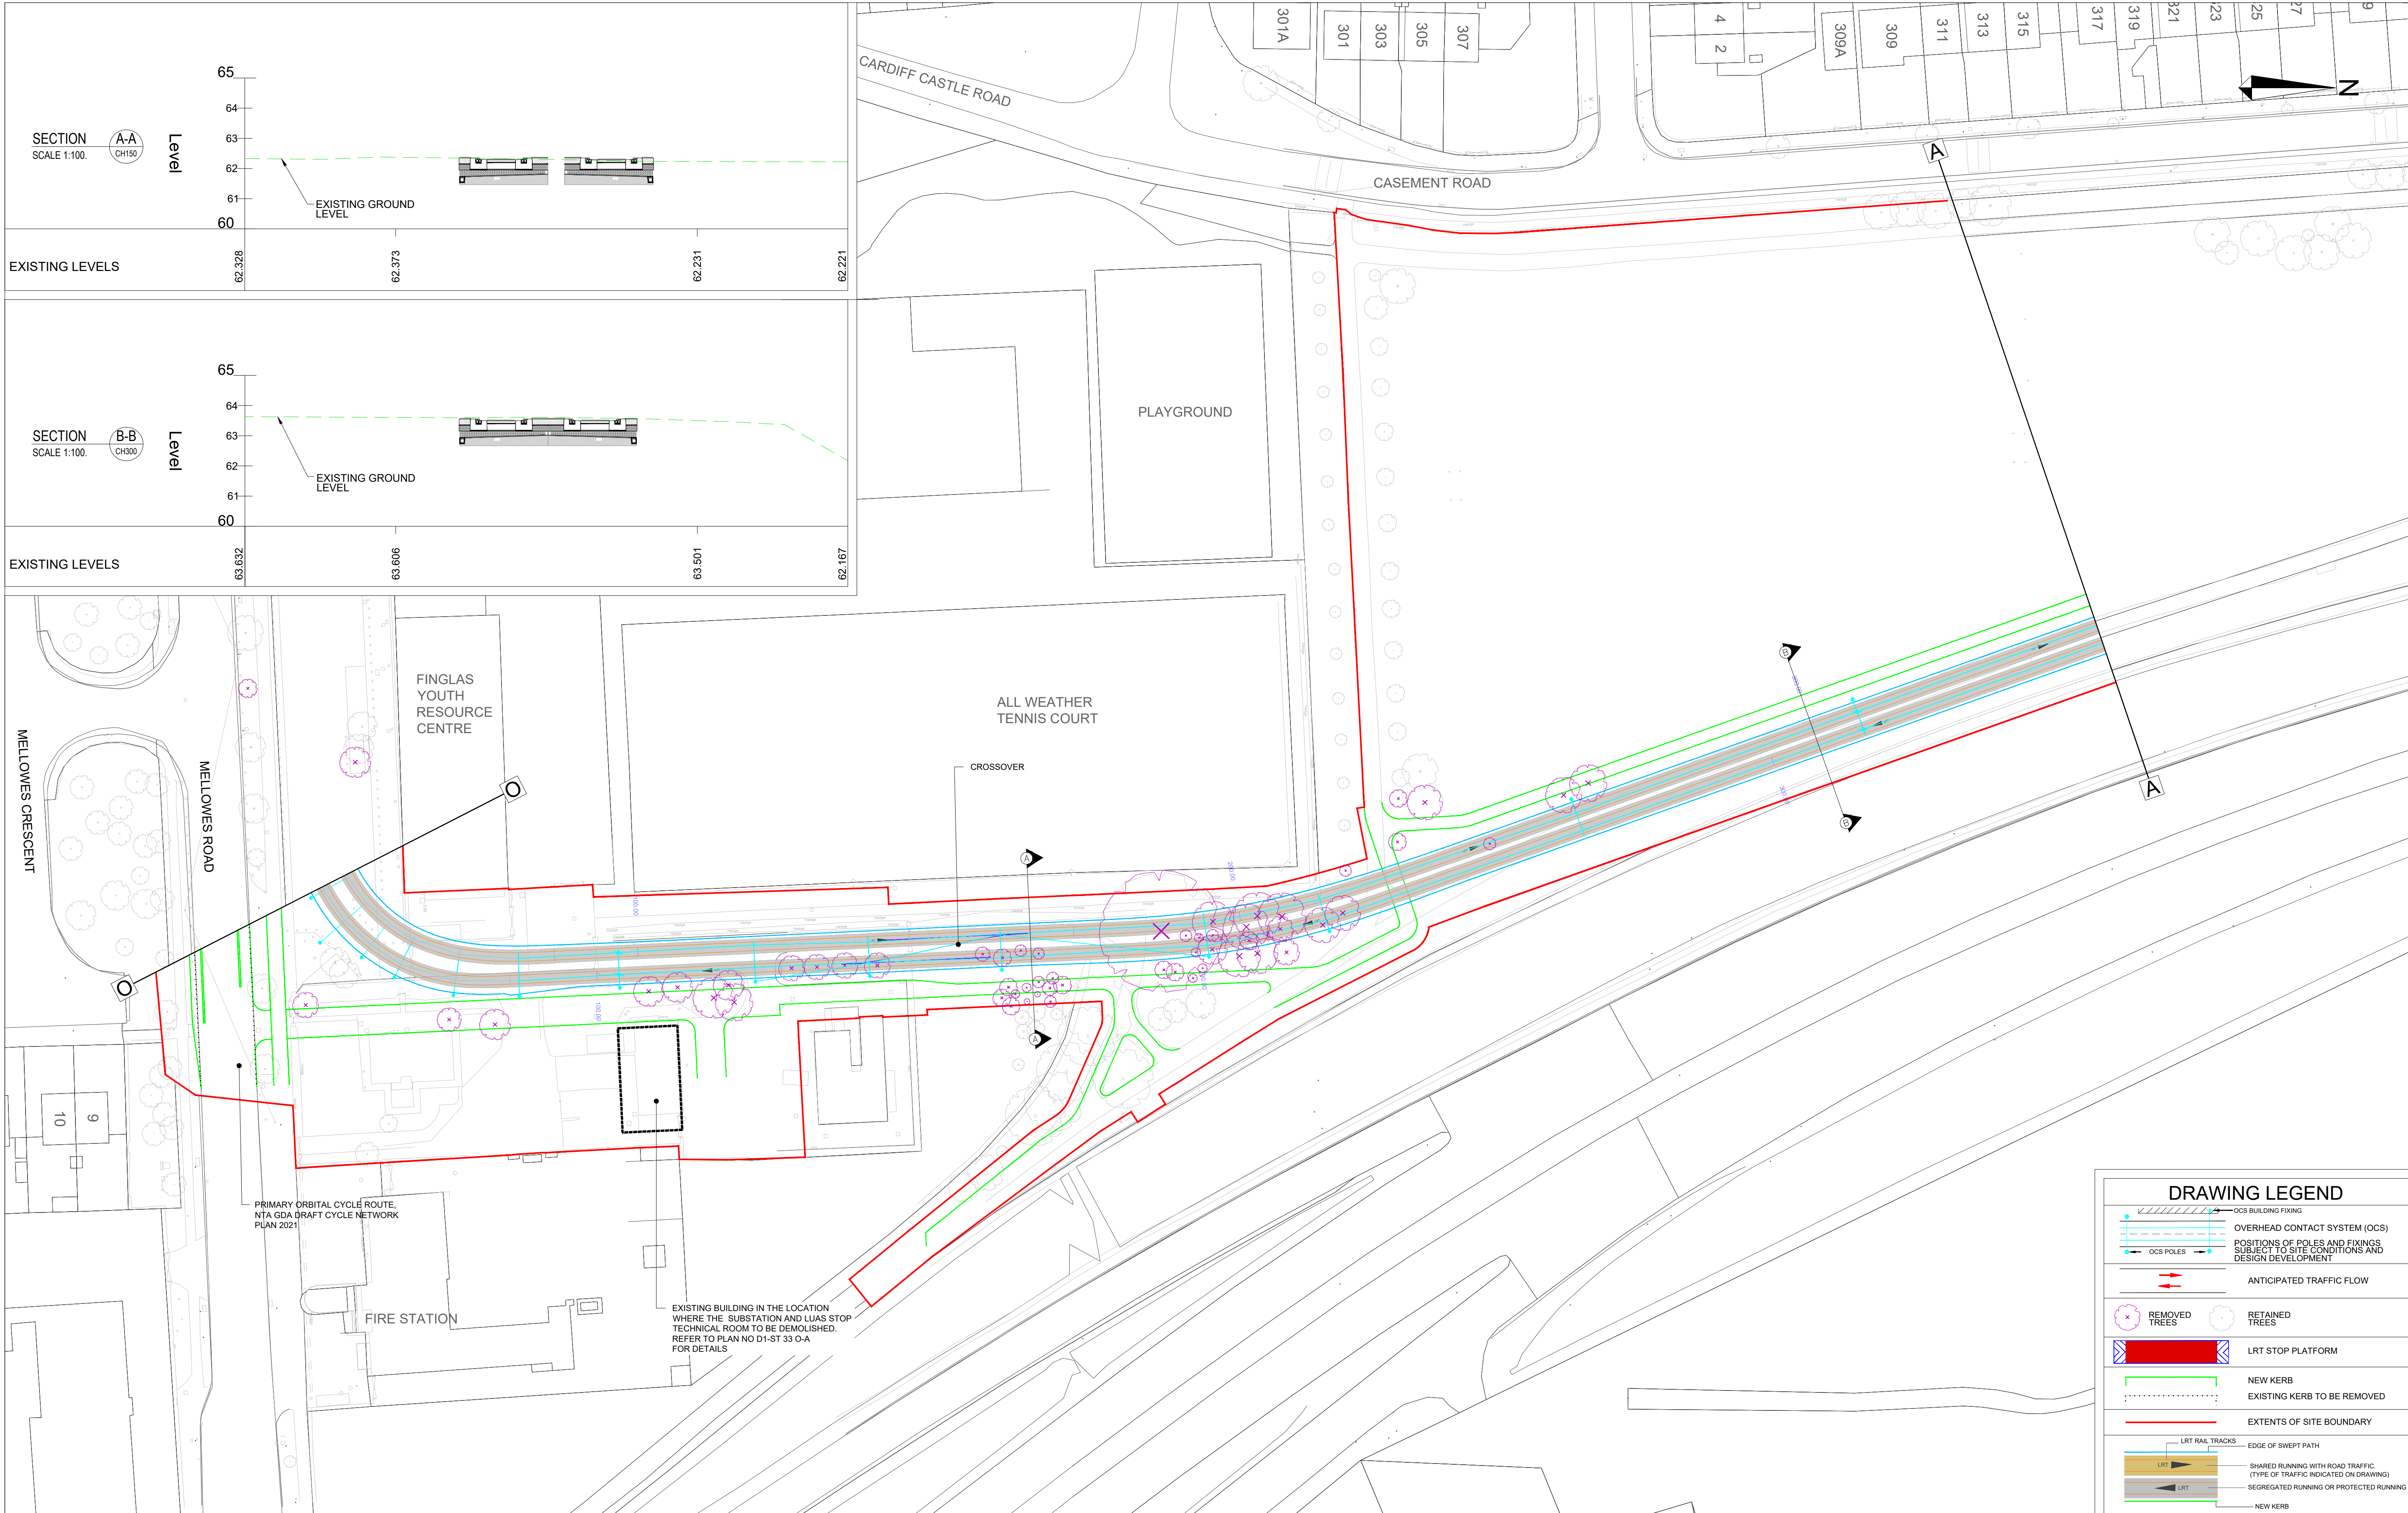 65
64
63
62
61
60
Level
SECTION
SCALE 1:100.
A-A
CH150
EXISTING GROUND
LEVEL
EXISTING LEVELS
62.328
62.373
62.231
62.221
65
64
63
62
61
60
Level
SECTION
SCALE 1:100.
B-B
CH300
EXISTING GROUND
LEVEL
EXISTING LEVELS
63.632
63.606
63.501
62.167
CARDIFF CASTLE ROAD
301A
301
303
305
307
4
2
309A
309
311
313
315
317
319
321
N
CASEMENT ROAD
A
A
PLAYGROUND
FINGLAS
YOUTH
RESOURCE
CENTRE
ALL WEATHER
TENNIS COURT
CROSSOVER
MELLOWES CRESCENT
MELLOWES ROAD
O
O
A
A
B
B
100.00
100.00
200.00
300.00
300.00
10
9
PRIMARY ORBITAL CYCLE ROUTE,
NTA GDA DRAFT CYCLE NETWORK
PLAN 2021
FIRE STATION
EXISTING BUILDING IN THE LOCATION
WHERE THE SUBSTATION AND LUAS STOP
TECHNICAL ROOM TO BE DEMOLISHED.
REFER TO PLAN NO D1-ST 33 O-A
FOR DETAILS
DRAWING LEGEND
OCS BUILDING FIXING
OVERHEAD CONTACT SYSTEM (OCS)
POSITIONS OF POLES AND FIXINGS
SUBJECT TO SITE CONDITIONS AND
DESIGN DEVELOPMENT
OCS POLES
ANTICIPATED TRAFFIC FLOW
REMOVED
TREES
RETAINED
TREES
LRT STOP PLATFORM
NEW KERB
EXISTING KERB TO BE REMOVED
EXTENTS OF SITE BOUNDARY
LRT RAIL TRACKS
EDGE OF SWEPT PATH
LRT
SHARED RUNNING WITH ROAD TRAFFIC.
(TYPE OF TRAFFIC INDICATED ON DRAWING)
LRT
SEGREGATED RUNNING OR PROTECTED RUNNING
NEW KERB